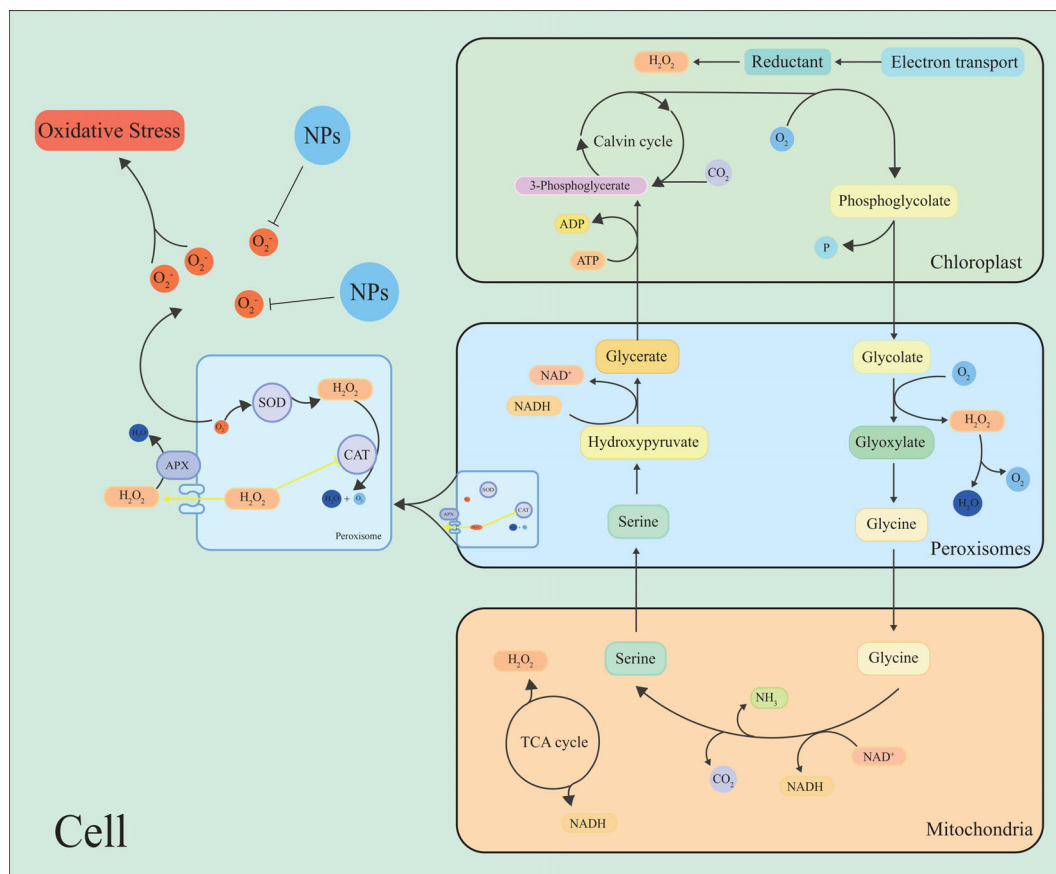 H₂O₂
Reductant
Electron transport
Oxidative Stress
NPs
Calvin cycle
O₂
CO₂
3-Phosphoglycerate
Phosphoglycolate
ADP
P
ATP
Chloroplast
O₂⁻
O₂⁻
O₂⁻
O₂⁻
NPs
Glycerate
Glycolate
NAD⁺
O₂
NADH
H₂O₂
Hydroxypyruvate
Glyoxylate
O₂
H₂O
Serine
Glycine
Peroxisomes
H₂O₂
SOD
O₂⁻
H₂O
APX
CAT
H₂O₂
H₂O₂
H₂O + O₂
Peroxisome
SOD
APX
CAT
Serine
Glycine
H₂O₂
NH₃
TCA cycle
CO₂
NADH
NAD⁺
NADH
Mitochondria
Cell